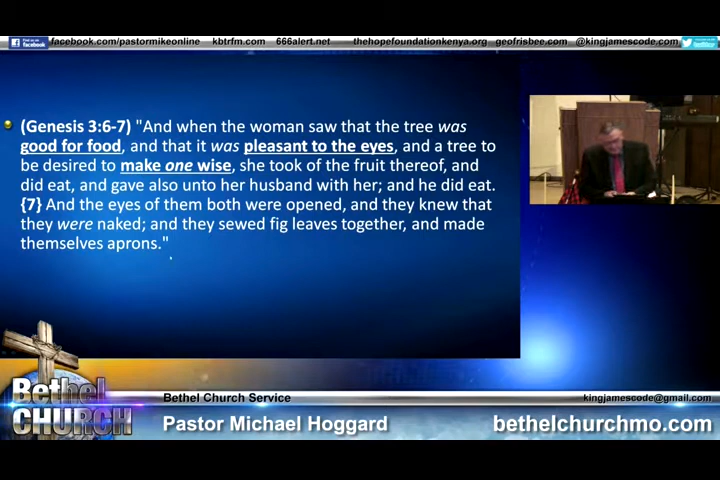 Find us on facebook facebook.com/pastormikeonline kbtrfm.com 666alert.net thehopefoundationkenya.org geofrisbee.com @kingjamescode.com twitter
(Genesis 3:6-7) "And when the woman saw that the tree was
good for food, and that it was pleasant to the eyes, and a tree to
be desired to make one wise, she took of the fruit thereof, and
did eat, and gave also unto her husband with her; and he did eat.
{7} And the eyes of them both were opened, and they knew that
they were naked; and they sewed fig leaves together, and made
themselves aprons."
Bethel
CHURCH
Bethel Church Service
kingjamescode@gmail.com
Pastor Michael Hoggard
bethelchurchmo.com